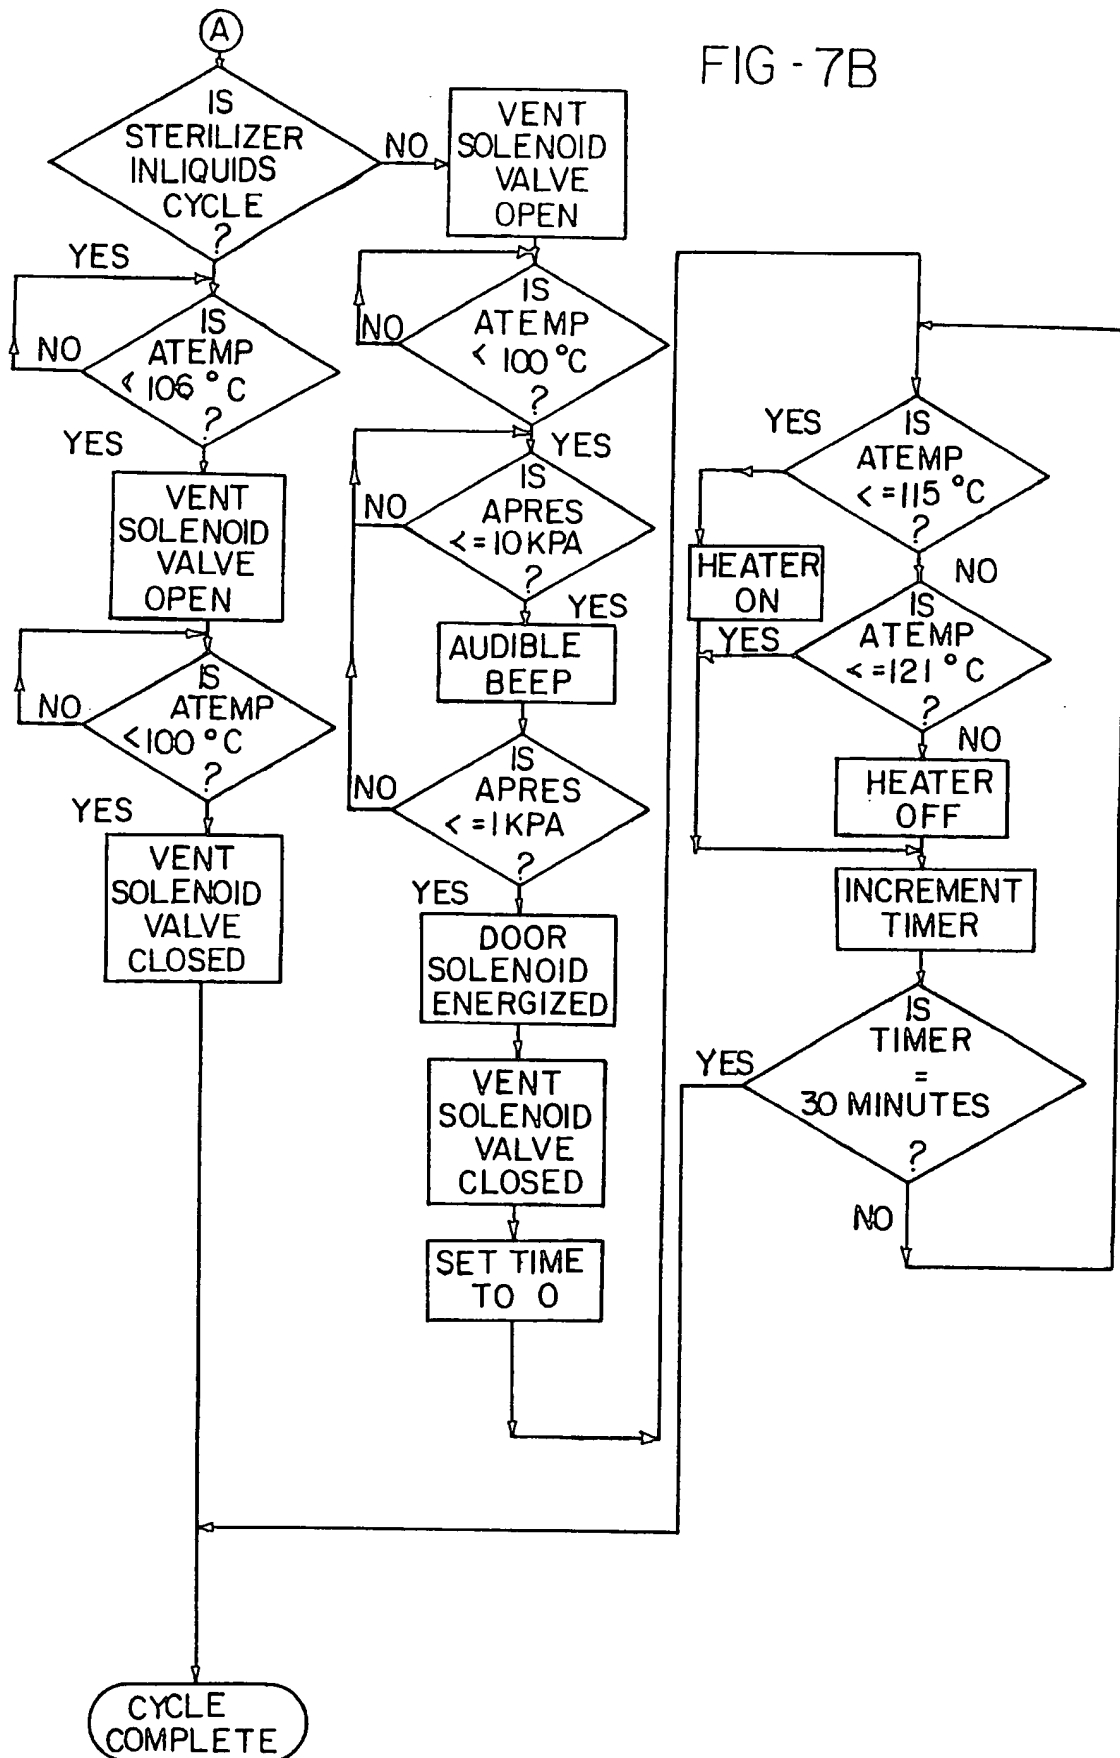 FIG - 7B
A
IS
STERILIZER
INLIQUIDS
CYCLE
?
NO
YES
IS
ATEMP
< 106 °C
?
NO
YES
VENT
SOLENOID
VALVE
OPEN
IS
ATEMP
<100 °C
?
NO
YES
VENT
SOLENOID
VALVE
CLOSED
VENT
SOLENOID
VALVE
OPEN
IS
ATEMP
< 100 °C
?
NO
YES
IS
APRES
<= 10 KPA
?
NO
YES
AUDIBLE
BEEP
IS
APRES
<= 1 KPA
?
NO
YES
DOOR
SOLENOID
ENERGIZED
VENT
SOLENOID
VALVE
CLOSED
SET TIME
TO 0
IS
ATEMP
<=115 °C
?
YES
NO
HEATER
ON
IS
ATEMP
<=121 °C
?
YES
NO
HEATER
OFF
INCREMENT
TIMER
IS
TIMER
=
30 MINUTES
?
YES
NO
CYCLE
COMPLETE